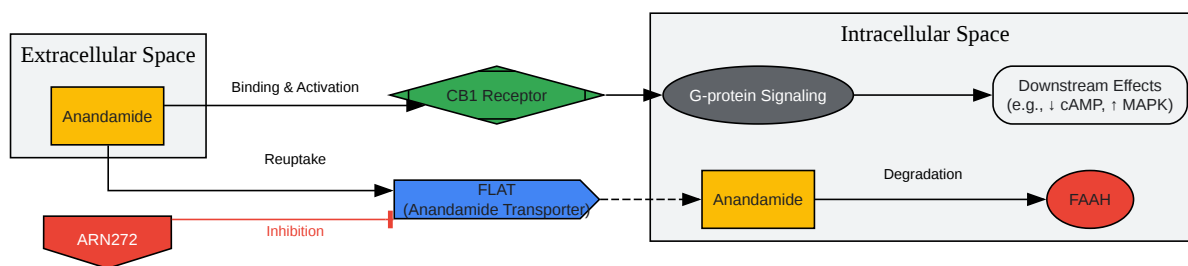 Extracellular Space
Anandamide
Binding & Activation
CB1 Receptor
Reuptake
FLAT
(Anandamide Transporter)
ARN272
Inhibition
Intracellular Space
G-protein Signaling
Downstream Effects
(e.g., ↓ cAMP, ↑ MAPK)
Anandamide
Degradation
FAAH